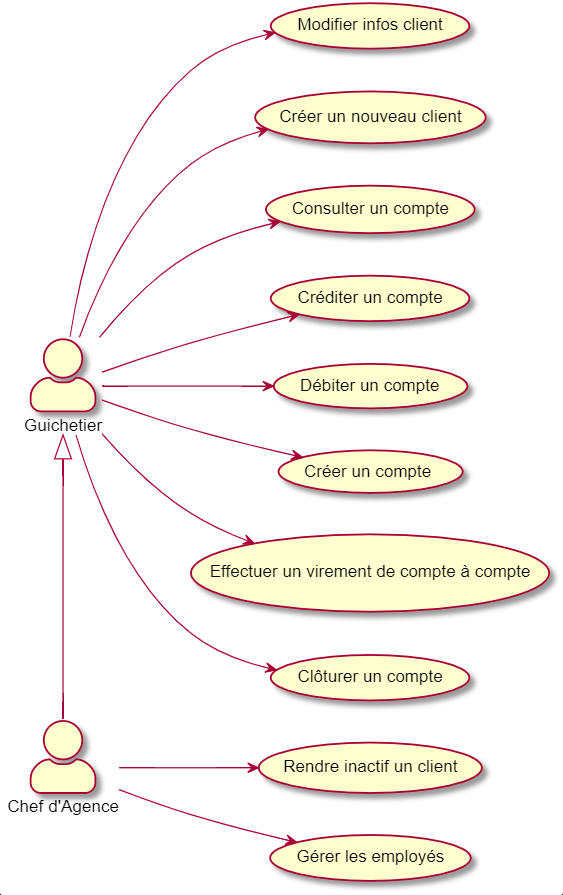 Modifier infos client
Créer un nouveau client
Consulter un compte
Créditer un compte
Débiter un compte
Guichetier
Créer un compte
Effectuer un virement de compte à compte
Clôturer un compte
Rendre inactif un client
Chef d'Agence
Gérer les employés